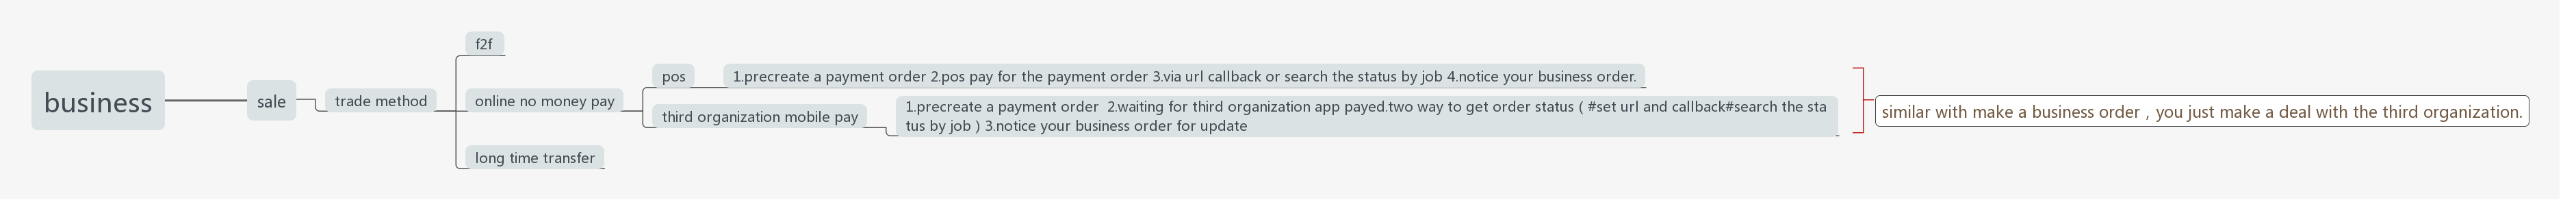 business
sale
trade method
f2f
online no money pay
pos
1.precreate a payment order 2.pos pay for the payment order 3.via url callback or search the status by job 4.notice your business order.
third organization mobile pay
1.precreate a payment order  2.waiting for third organization app payed.two way to get order status ( #set url and callback#search the sta
tus by job ) 3.notice your business order for update
long time transfer
similar with make a business order , you just make a deal with the third organization.